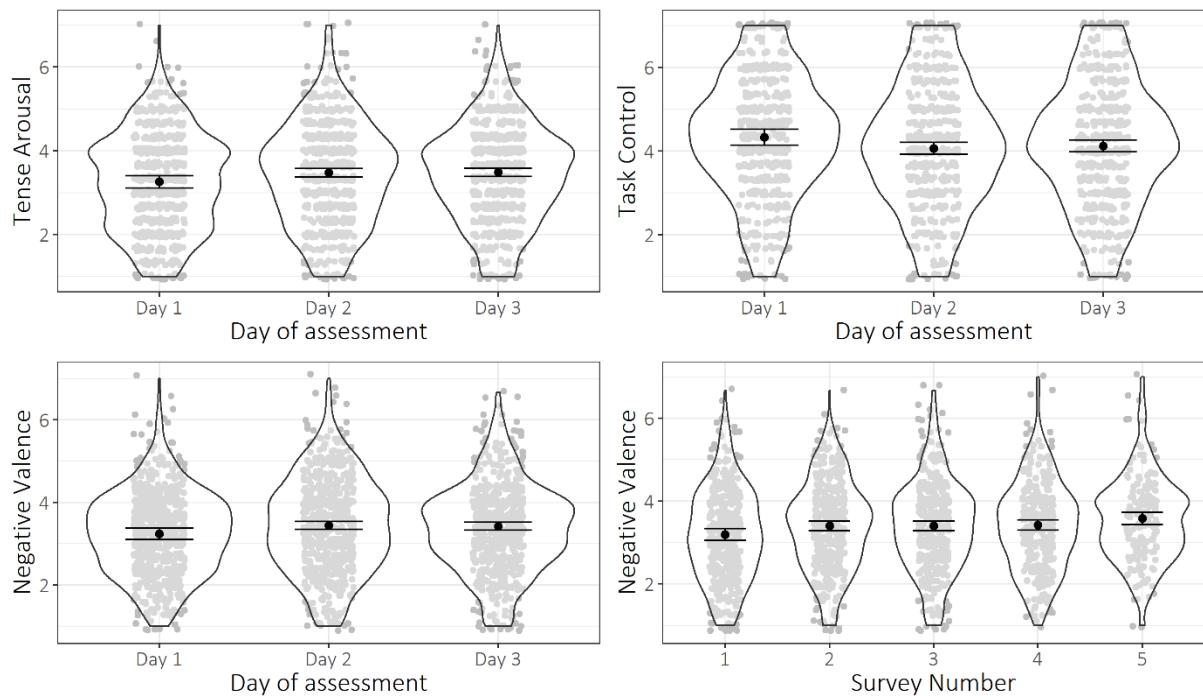 Tense Arousal
6
4
2
Day 1 Day 2 Day 3
Day of assessment
Task Control
6
4
2
Day 1 Day 2 Day 3
Day of assessment
Negative Valence
6
4
2
Day 1 Day 2 Day 3
Day of assessment
Negative Valence
6
4
2
1 2 3 4 5
Survey Number